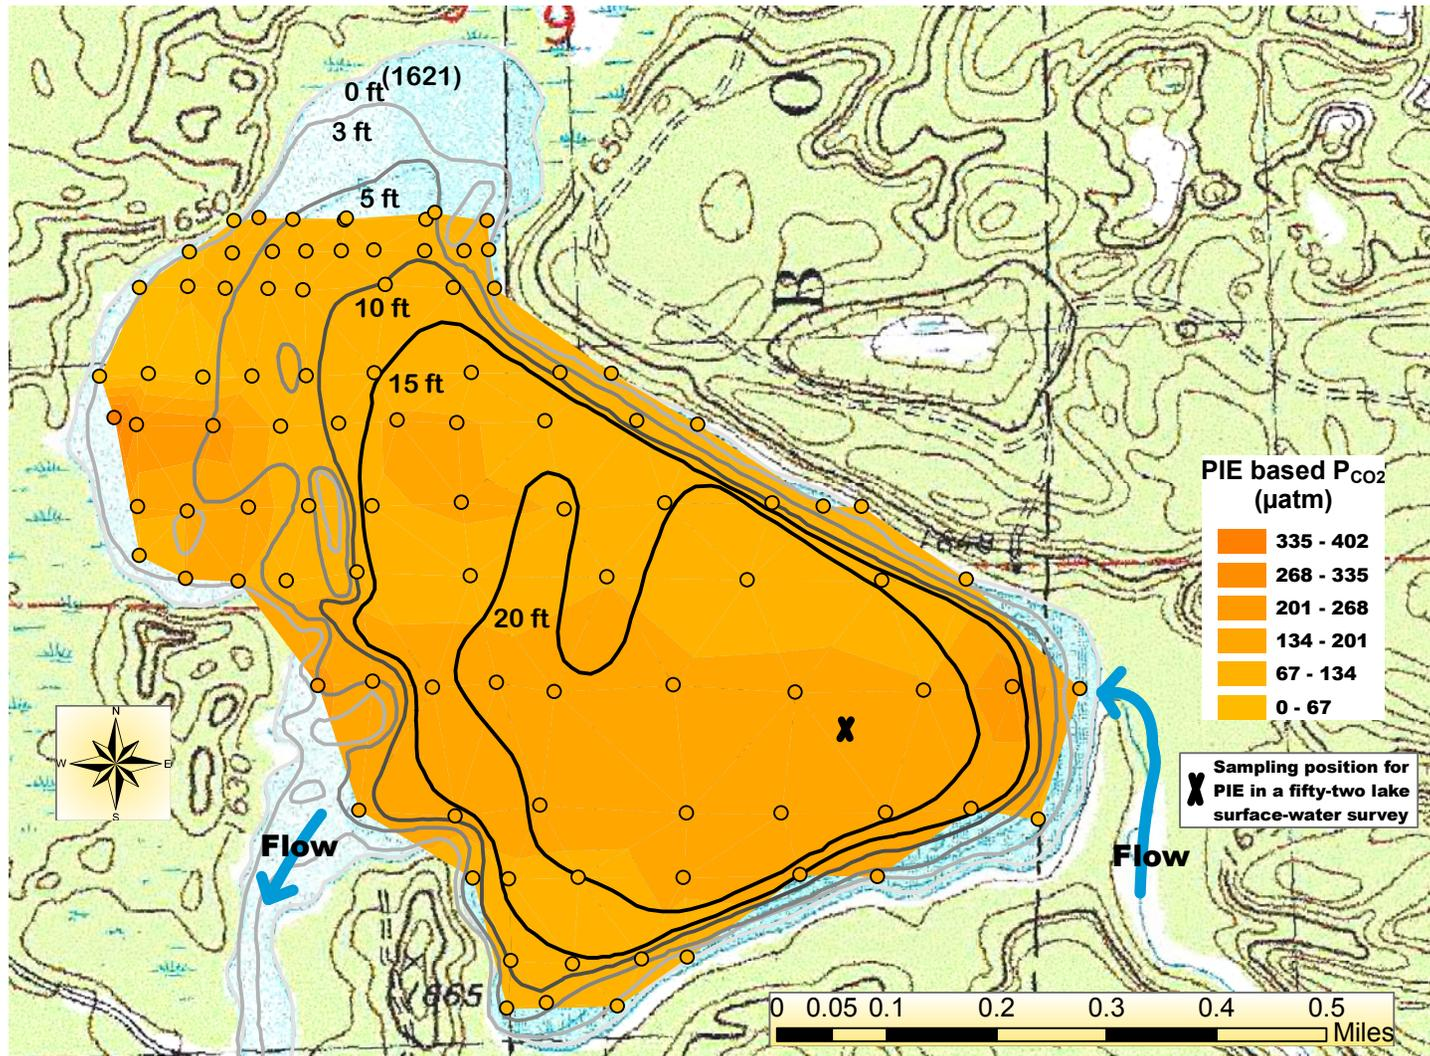 9
0 ft (1621)
3 ft
650
5 ft
1650
O
B
10 ft
15 ft
20 ft
PIE based PCO2
(µatm)
335 - 402
268 - 335
201 - 268
134 - 201
67 - 134
0 - 67
N
W E
S
630
Sampling position for
PIE in a fifty-two lake
surface-water survey
Flow
Flow
1665
0 0.05 0.1 0.2 0.3 0.4 0.5
Miles